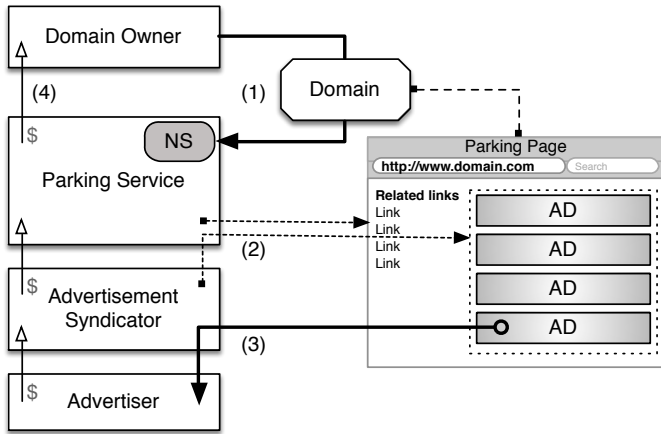 Domain Owner
(4)
(1)
Domain
$
NS
Parking Service
Parking Page
http://www.domain.com
Search
Related links
Link
Link
Link
Link
AD
AD
AD
AD
(2)
$
Advertisement
Syndicator
(3)
$
Advertiser